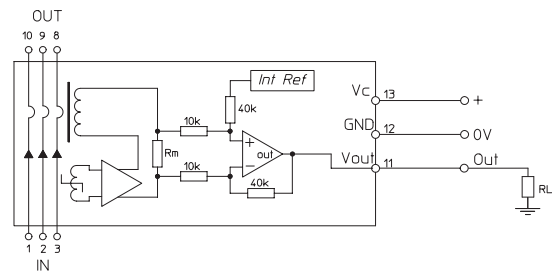 OUT
10 9 8
Int Ref
Vc 13 +
40k
10k
GND 12 0V
Rm
+
out
Vout 11 Out
10k
-
40k
RL
1 2 3
IN